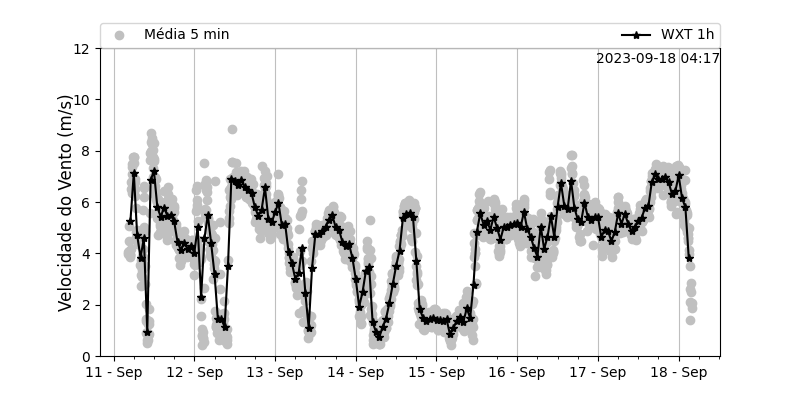 Média 5 min
WXT 1h
2023-09-18 04:17
Velocidade do Vento (m/s)
12
10
8
6
4
2
0
11 - Sep
12 - Sep
13 - Sep
14 - Sep
15 - Sep
16 - Sep
17 - Sep
18 - Sep